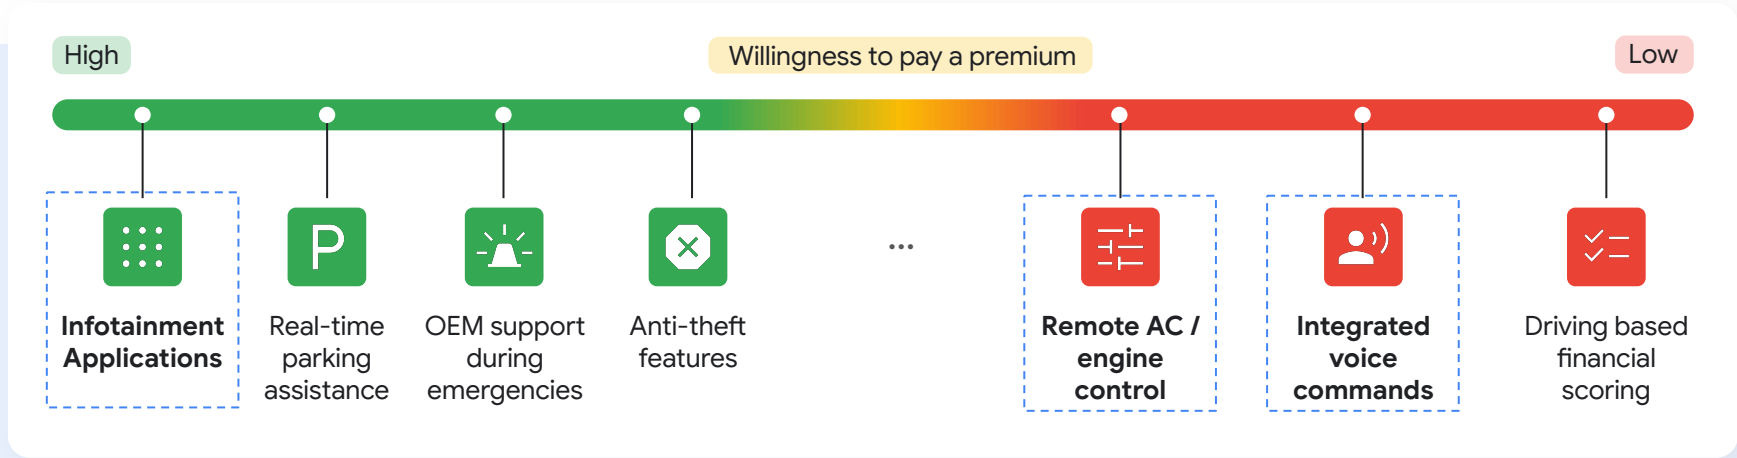 High
Willingness to pay a premium
Low
P
Infotainment
Applications
Real-time
parking
assistance
OEM support
during
emergencies
Anti-theft
features
...
Remote AC /
engine
control
Integrated
voice
commands
Driving based
financial
scoring